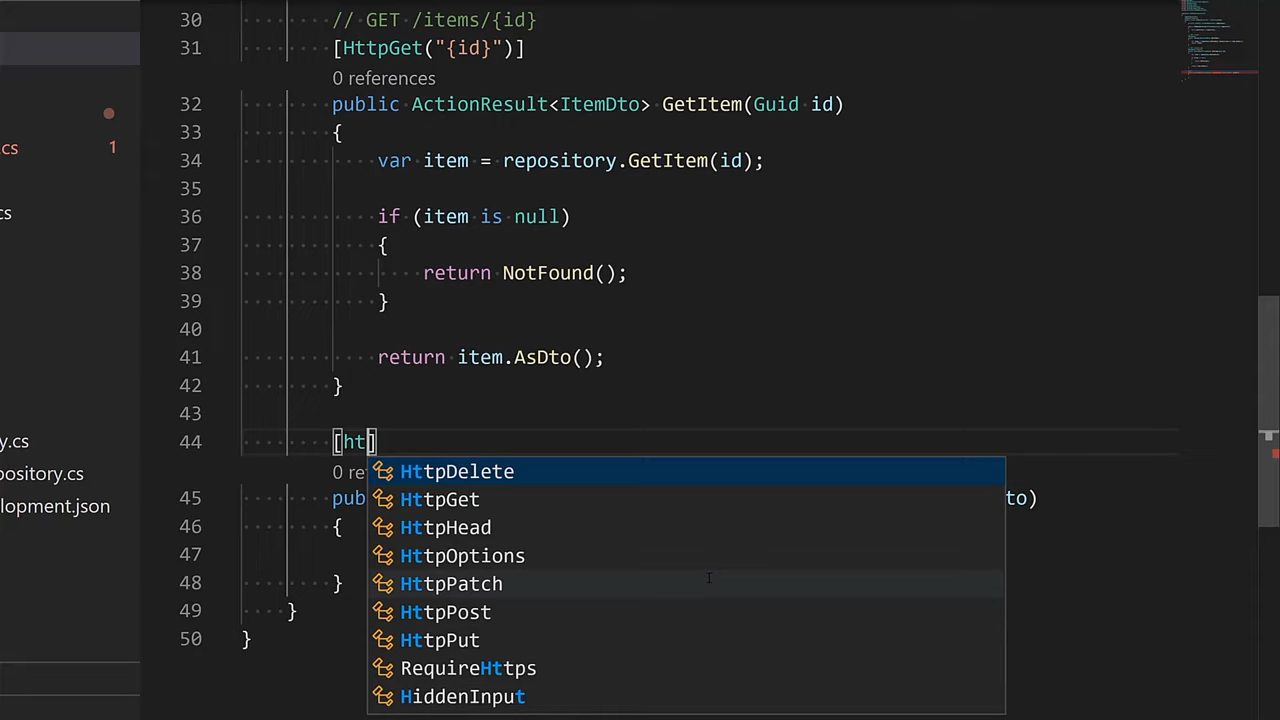 30 // GET /items/{id}
31 [HttpGet("{id}")]
0 references
32 public ActionResult<ItemDto> GetItem(Guid id)
33 {
.cs 1
34 var item = repository.GetItem(id);
35
cs
36 if (item is null)
37 {
38 return NotFound();
39 }
40
41 return item.AsDto();
42 }
43
y.cs
44 [ht]
pository.cs
0 ref
HttpDelete
lopment.json
45 pub
HttpGet
to)
46 {
HttpHead
47
HttpOptions
48 }
HttpPatch
49 }
HttpPost
50 }
HttpPut
RequireHttps
HiddenInput